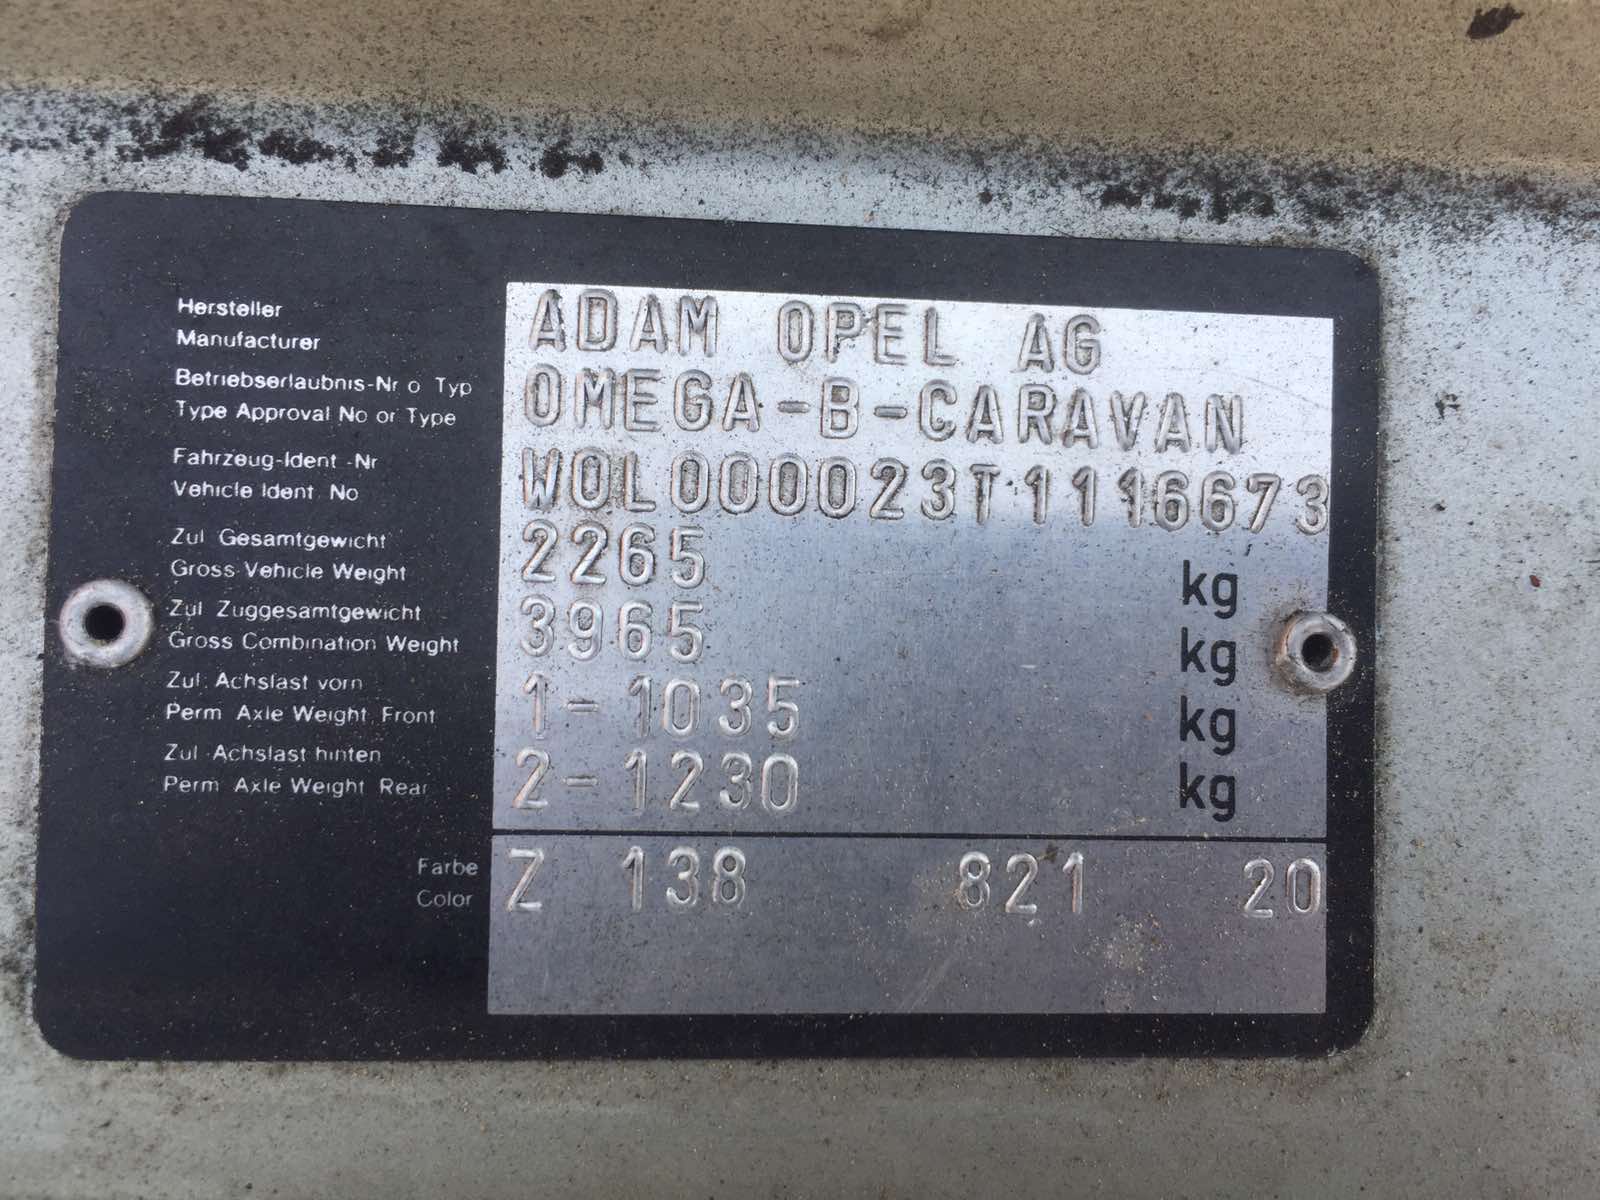 Hersteller
Manufacturer
ADAM OPEL AG
Betriebserlaubnis-Nr o Typ
Type Approval No or Type
OMEGA-B-CARAVAN
Fahrzeug-Ident.-Nr
Vehicle Ident. No
W0L000023T1116673
Zul Gesamtgewicht
Gross Vehicle Weight
2265 kg
Zul Zuggesamtgewicht
Gross Combination Weight
3965 kg
Zul. Achslast vorn
Perm Axle Weight Front
1-1035 kg
Zul Achslast hinten
Perm Axle Weight Rear
2-1230 kg
Farbe
Color
Z 138 821 20